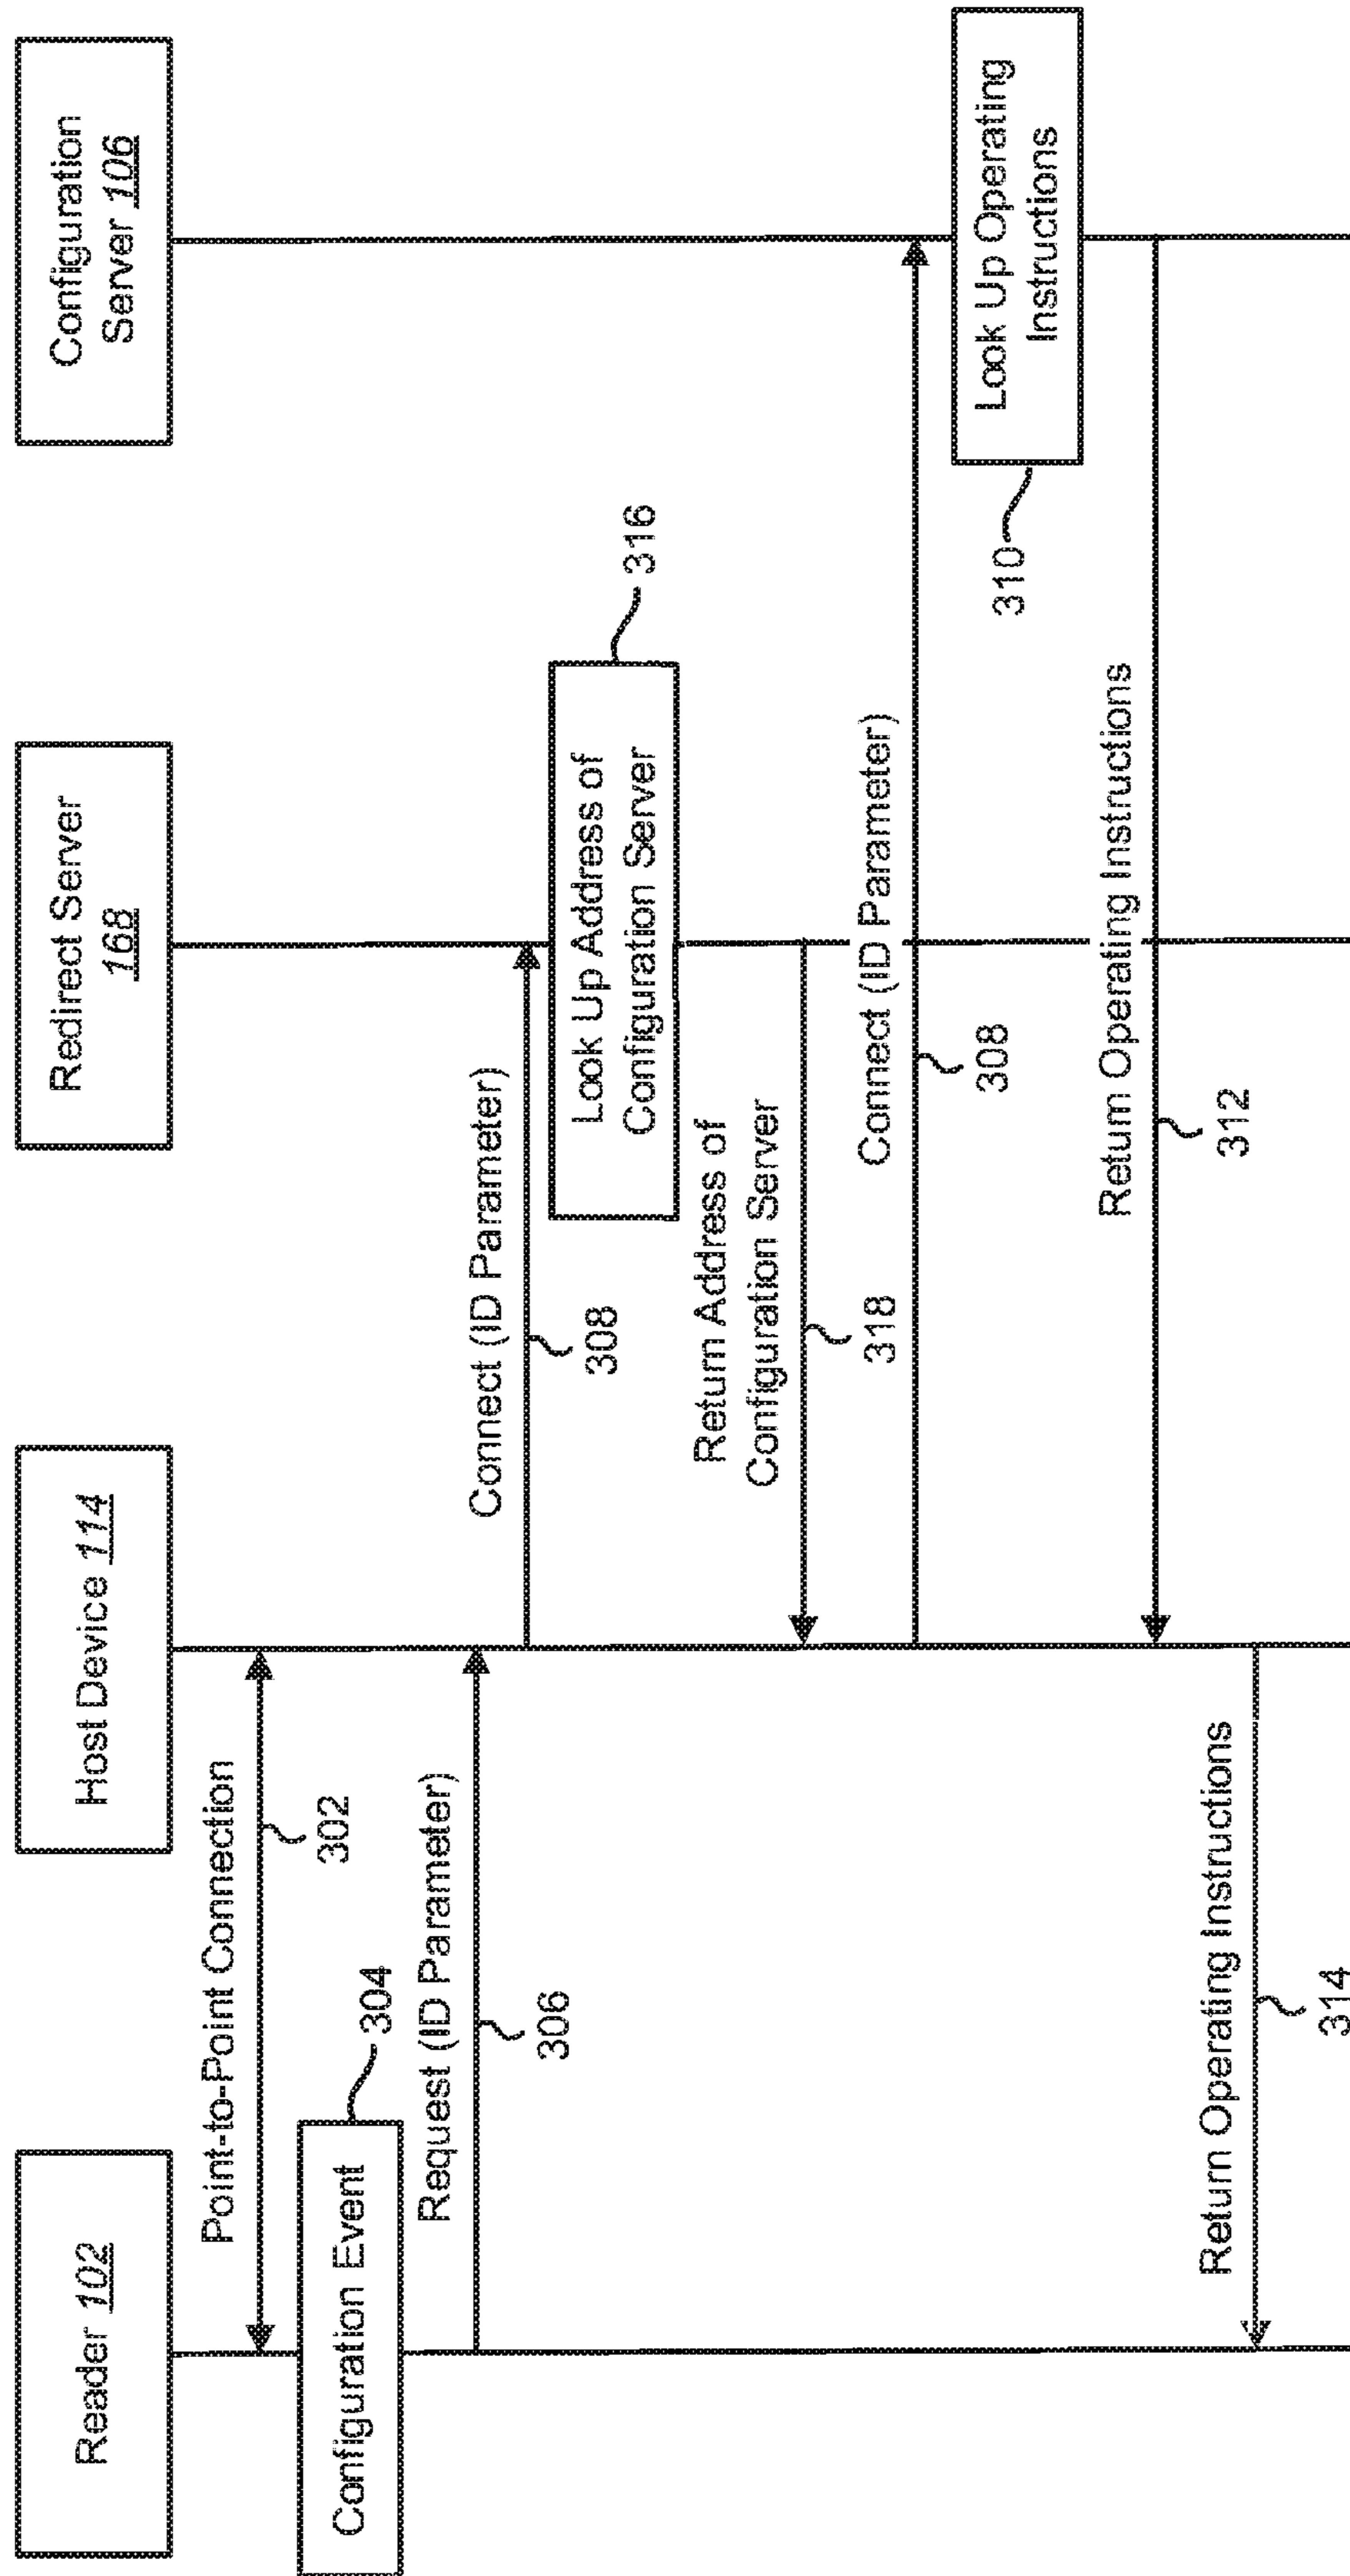 Reader 102
Host Device 114
Redirect Server
168
Configuration
Server 106
Point-to-Point Connection
302
Configuration Event
304
Request (ID Parameter)
306
Connect (ID Parameter)
308
Look Up Address of
Configuration Server
316
Return Address of
Configuration Server
318
Connect (ID Parameter)
308
Look Up Operating
Instructions
310
Return Operating Instructions
312
Return Operating Instructions
314